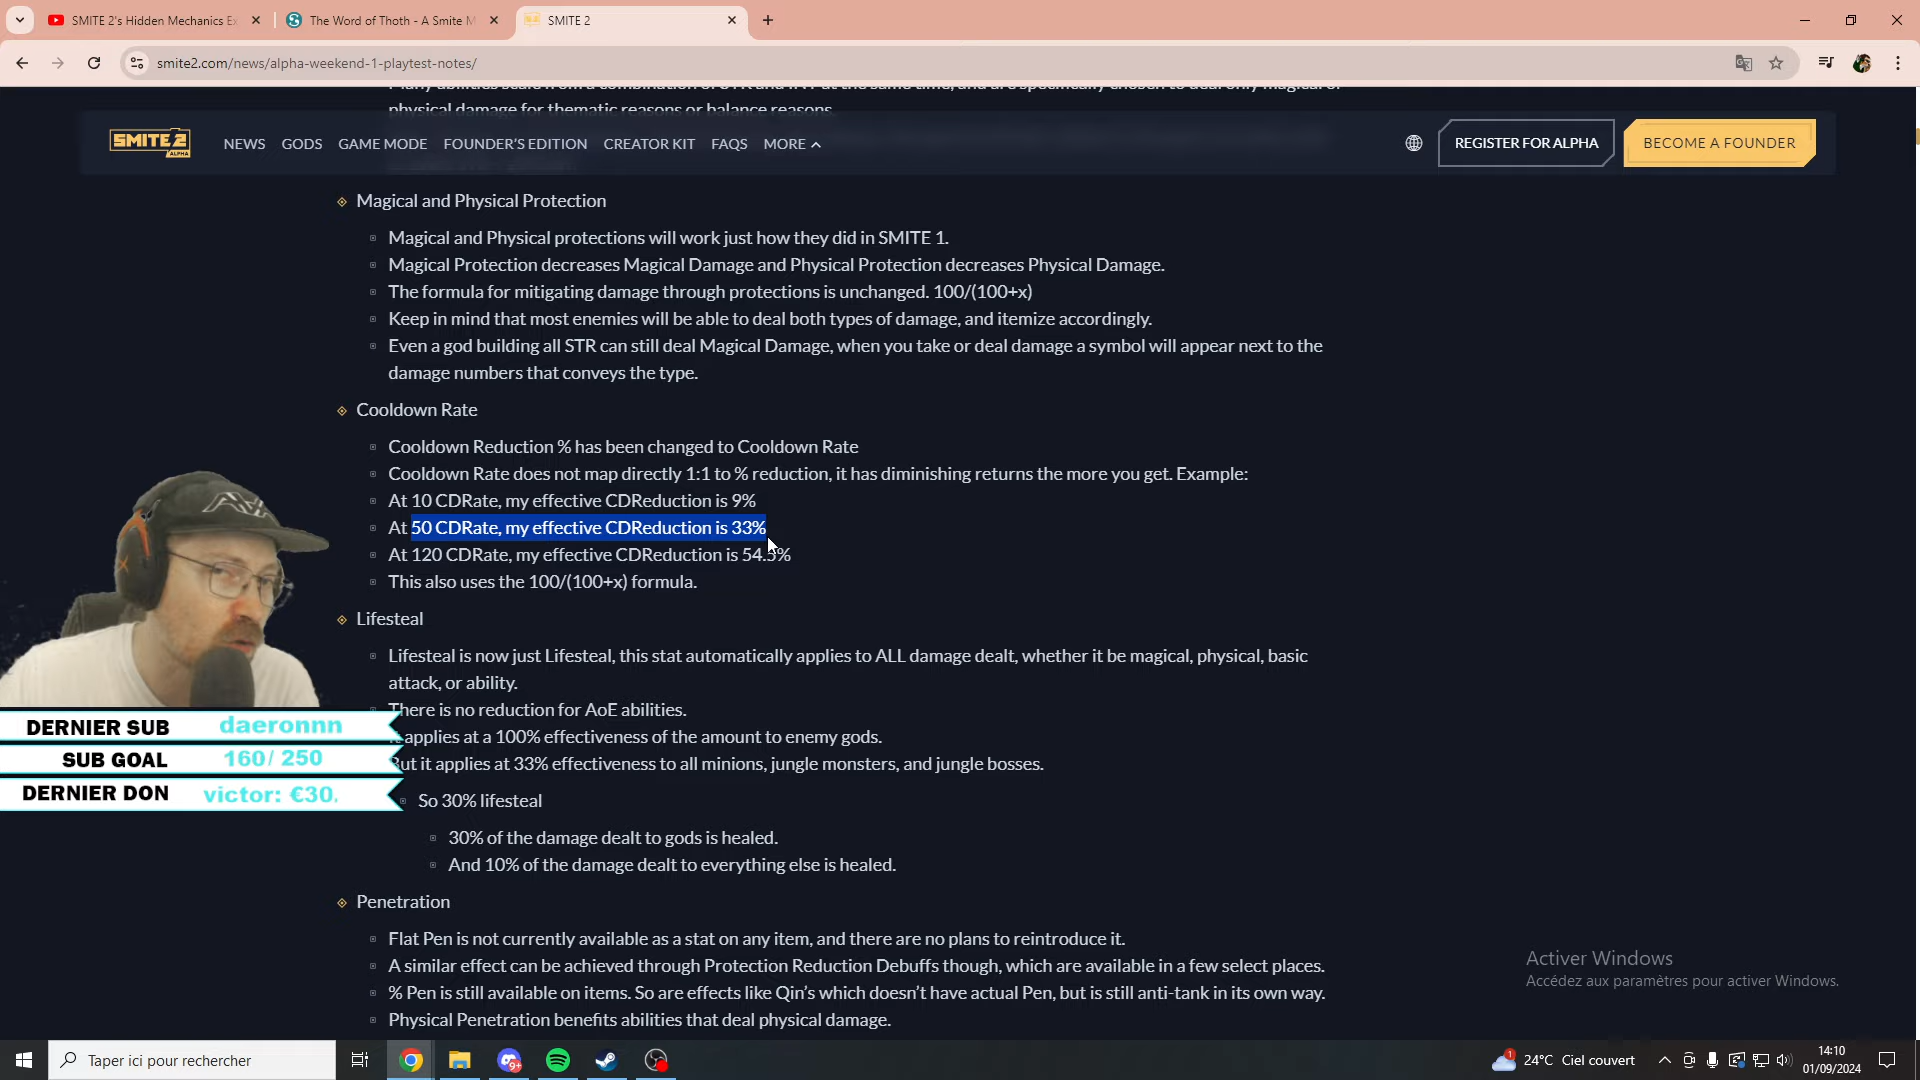 SMITE 2's Hidden Mechanics Ex
The Word of Thoth - A Smite M
SMITE 2
smite2.com/news/alpha-weekend-1-playtest-notes/
physical damage for thematic reasons or balance reasons.
SMITE 2
ALPHA
NEWS
GODS
GAME MODE
FOUNDER'S EDITION
CREATOR KIT
FAQS
MORE
REGISTER FOR ALPHA
BECOME A FOUNDER
Magical and Physical Protection
Magical and Physical protections will work just how they did in SMITE 1.
Magical Protection decreases Magical Damage and Physical Protection decreases Physical Damage.
The formula for mitigating damage through protections is unchanged. 100/(100+x)
Keep in mind that most enemies will be able to deal both types of damage, and itemize accordingly.
Even a god building all STR can still deal Magical Damage, when you take or deal damage a symbol will appear next to the
damage numbers that conveys the type.
Cooldown Rate
Cooldown Reduction % has been changed to Cooldown Rate
Cooldown Rate does not map directly 1:1 to % reduction, it has diminishing returns the more you get. Example:
At 10 CDRate, my effective CDReduction is 9%
At 50 CDRate, my effective CDReduction is 33%
At 120 CDRate, my effective CDReduction is 54.5%
This also uses the 100/(100+x) formula.
Lifesteal
Lifesteal is now just Lifesteal, this stat automatically applies to ALL damage dealt, whether it be magical, physical, basic
attack, or ability.
There is no reduction for AoE abilities.
It applies at a 100% effectiveness of the amount to enemy gods.
But it applies at 33% effectiveness to all minions, jungle monsters, and jungle bosses.
So 30% lifesteal
30% of the damage dealt to gods is healed.
And 10% of the damage dealt to everything else is healed.
Penetration
Flat Pen is not currently available as a stat on any item, and there are no plans to reintroduce it.
A similar effect can be achieved through Protection Reduction Debuffs though, which are available in a few select places.
% Pen is still available on items. So are effects like Qin's which doesn't have actual Pen, but is still anti-tank in its own way.
Physical Penetration benefits abilities that deal physical damage.
DERNIER SUB daeronnn
SUB GOAL 160/ 250
DERNIER DON victor: €30.
Activer Windows
Accédez aux paramètres pour activer Windows.
Taper ici pour rechercher
9+
1
24°C Ciel couvert
14:10
01/09/2024